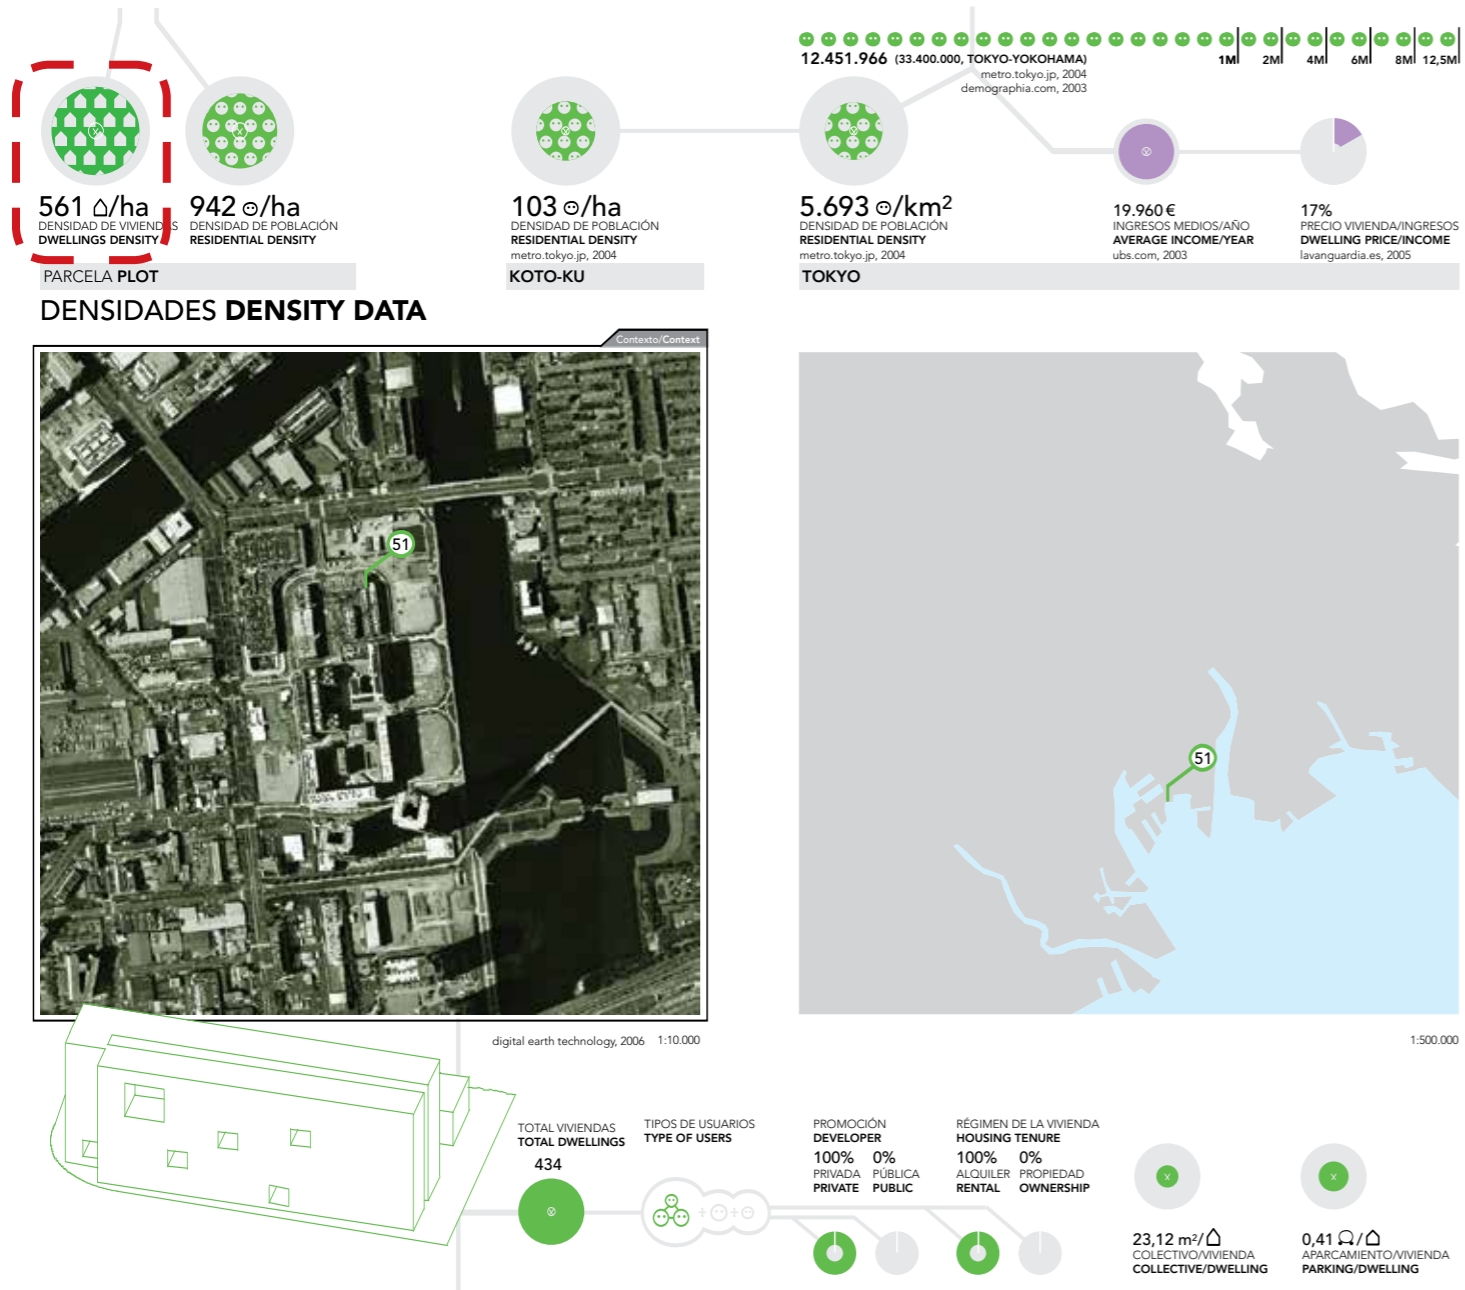 12.451.966 (33.400.000, TOKYO-YOKOHAMA)
metro.tokyo.jp, 2004
demographia.com, 2003
1M 2M 4M 6M 8M 12,5M
561 /ha
DENSIDAD DE VIVIENDAS
DWELLINGS DENSITY
942 /ha
DENSIDAD DE POBLACIÓN
RESIDENTIAL DENSITY
PARCELA PLOT
103 /ha
DENSIDAD DE POBLACIÓN
RESIDENTIAL DENSITY
metro.tokyo.jp, 2004
KOTO-KU
5.693 /km²
DENSIDAD DE POBLACIÓN
RESIDENTIAL DENSITY
metro.tokyo.jp, 2004
19.960 €
INGRESOS MEDIOS/AÑO
AVERAGE INCOME/YEAR
ubs.com, 2003
17%
PRECIO VIVIENDA/INGRESOS
DWELLING PRICE/INCOME
lavanguardia.es, 2005
TOKYO
DENSIDADES DENSITY DATA
Contexto/Context
51
51
digital earth technology, 2006 1:10.000
1:500.000
TOTAL VIVIENDAS
TOTAL DWELLINGS
434
TIPOS DE USUARIOS
TYPE OF USERS
PROMOCIÓN
DEVELOPER
100% 0%
PRIVADA PÚBLICA
PRIVATE PUBLIC
RÉGIMEN DE LA VIVIENDA
HOUSING TENURE
100% 0%
ALQUILER PROPIEDAD
RENTAL OWNERSHIP
23,12 m²/
COLECTIVO/VIVIENDA
COLLECTIVE/DWELLING
0,41 /
APARCAMIENTO/VIVIENDA
PARKING/DWELLING